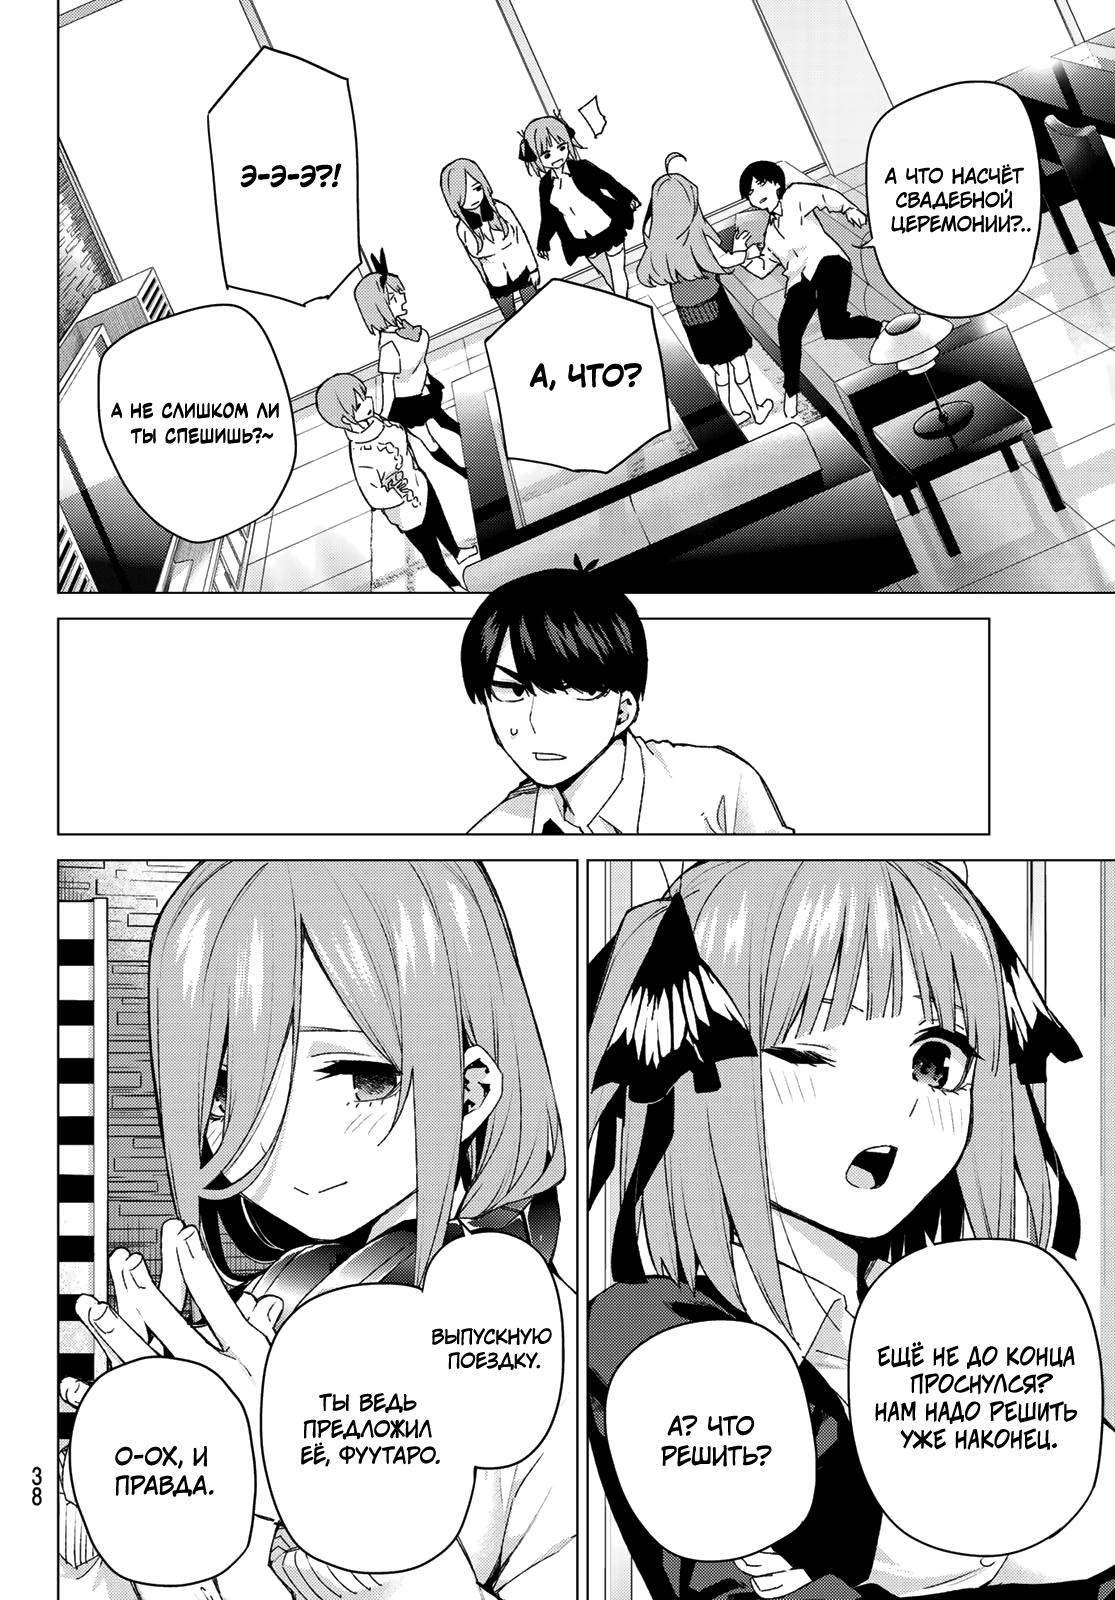 А ЧТО НАСЧЁТ
СВАДЕБНОЙ
ЦЕРЕМОНИИ?..
Э-Э-Э?!
А, ЧТО?
А НЕ СЛИШКОМ ЛИ
ТЫ СПЕШИШЬ?~
ЕЩЁ НЕ ДО КОНЦА
ПРОСНУЛСЯ?
НАМ НАДО РЕШИТЬ
УЖЕ НАКОНЕЦ.
А? ЧТО
РЕШИТЬ?
ВЫПУСКНУЮ
ПОЕЗДКУ.
ТЫ ВЕДЬ
ПРЕДЛОЖИЛ
ЕЁ, ФУУТАРО.
О-ОХ, И
ПРАВДА.
38